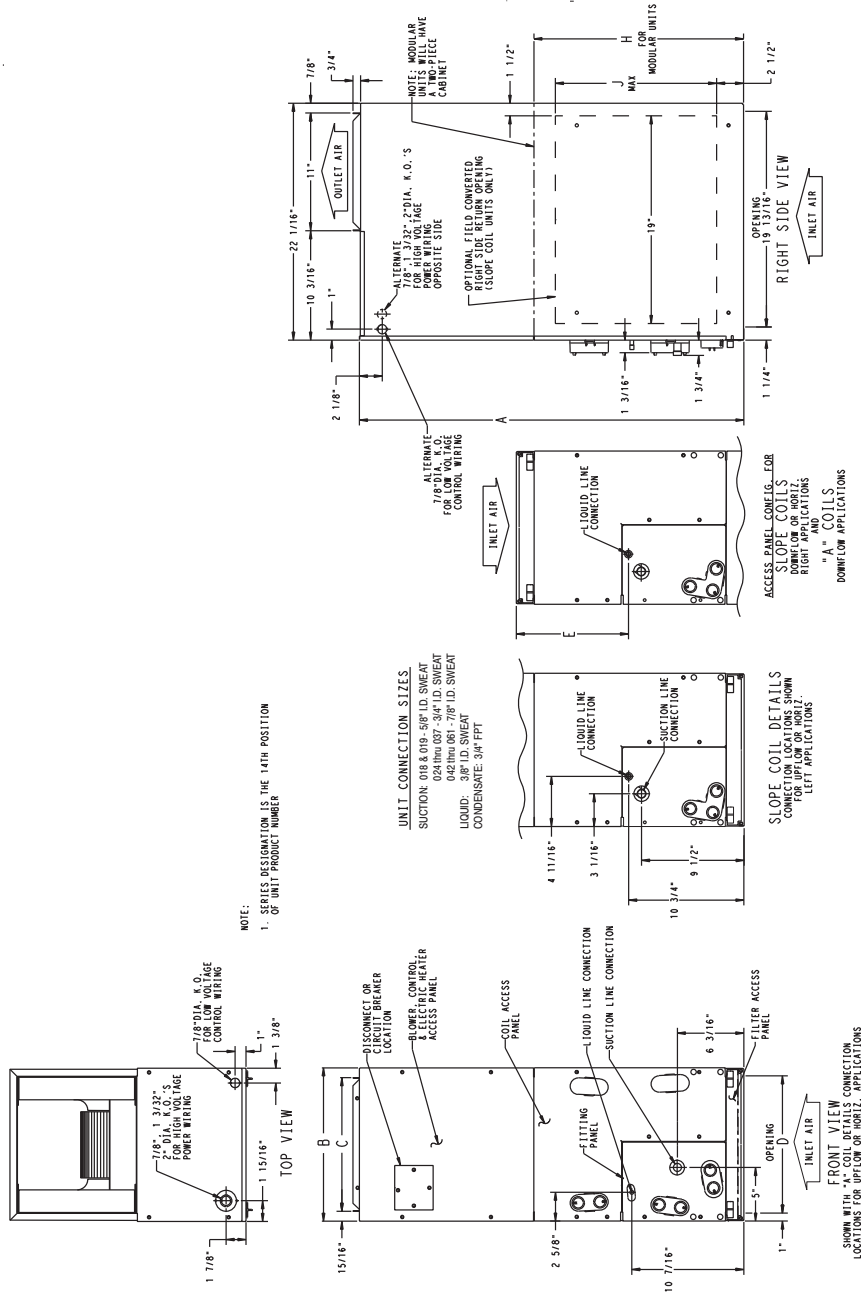 7/8", 1 3/32"
2" DIA. K.O.'S
FOR HIGH VOLTAGE
POWER WIRING
7/8"DIA. K.O.
FOR LOW VOLTAGE
CONTROL WIRING
1 7/8"
1 15/16"
1"
1 3/8"
TOP VIEW
NOTE:
1. SERIES DESIGNATION IS THE 14TH POSITION
OF UNIT PRODUCT NUMBER
15/16"
B
C
DISCONNECT OR
CIRCUIT BREAKER
LOCATION
BLOWER, CONTROL,
& ELECTRIC HEATER
ACCESS PANEL
COIL ACCESS
PANEL
FITTING
PANEL
LIQUID LINE CONNECTION
SUCTION LINE CONNECTION
2 5/8"
10 7/16"
6 3/16"
5"
1"
OPENING
D
FILTER ACCESS
PANEL
INLET AIR
FRONT VIEW
SHOWN WITH "A" COIL DETAILS CONNECTION
LOCATIONS FOR UPFLOW OR HORIZ. APPLICATIONS
UNIT CONNECTION SIZES
SUCTION: 018 & 019 - 5/8" I.D. SWEAT
024 thru 037 - 3/4" I.D. SWEAT
042 thru 061 - 7/8" I.D. SWEAT
LIQUID: 3/8" I.D. SWEAT
CONDENSATE: 3/4" FPT
4 11/16"
3 1/16"
LIQUID LINE
CONNECTION
SUCTION LINE
CONNECTION
10 3/4"
9 1/2"
SLOPE COIL DETAILS
CONNECTION LOCATIONS SHOWN
FOR UPFLOW OR HORIZ.
LEFT APPLICATIONS
INLET AIR
E
LIQUID LINE
CONNECTION
ACCESS PANEL CONFIG. FOR
SLOPE COILS
DOWNFLOW OR HORIZ.
RIGHT APPLICATIONS
AND
"A" COILS
DOWNFLOW APPLICATIONS
22 1/16"
10 3/16"
11"
7/8"
3/4"
1"
2 1/8"
OUTLET AIR
ALTERNATE
7/8", 1 3/32", 2"DIA. K.O.'S
FOR HIGH VOLTAGE
POWER WIRING
OPPOSITE SIDE
ALTERNATE
7/8"DIA. K.O.
FOR LOW VOLTAGE
CONTROL WIRING
NOTE: MODULAR
UNITS WILL HAVE
A TWO-PIECE
CABINET
A
OPTIONAL FIELD CONVERTED
RIGHT SIDE RETURN OPENING
(SLOPE COIL UNITS ONLY)
1 1/2"
H
FOR
MODULAR UNITS
J
MAX
19"
2 1/2"
1 3/16"
1 3/4"
1 1/4"
OPENING
19 13/16"
RIGHT SIDE VIEW
INLET AIR